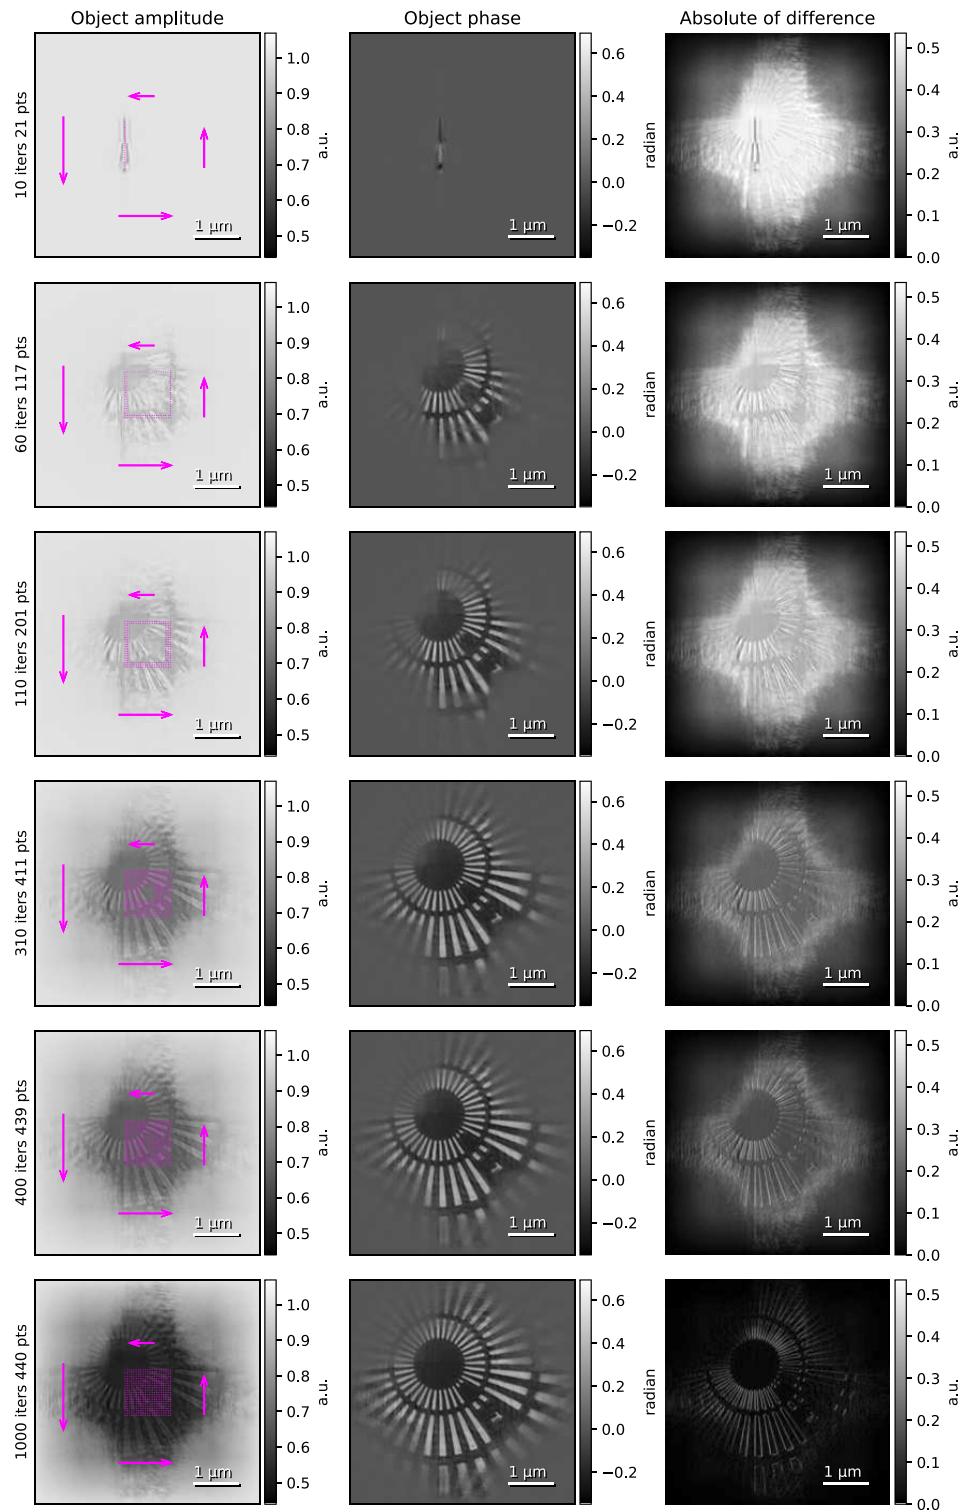 Object amplitude
Object phase
Absolute of difference
10 iters 21 pts
1 μm
1.0
0.9
0.8
0.7
0.6
0.5
a.u.
1 μm
0.6
0.4
0.2
0.0
−0.2
radian
1 μm
0.5
0.4
0.3
0.2
0.1
0.0
a.u.
60 iters 117 pts
1 μm
1.0
0.9
0.8
0.7
0.6
0.5
a.u.
1 μm
0.6
0.4
0.2
0.0
−0.2
radian
1 μm
0.5
0.4
0.3
0.2
0.1
0.0
a.u.
110 iters 201 pts
1 μm
1.0
0.9
0.8
0.7
0.6
0.5
a.u.
1 μm
0.6
0.4
0.2
0.0
−0.2
radian
1 μm
0.5
0.4
0.3
0.2
0.1
0.0
a.u.
310 iters 411 pts
1 μm
1.0
0.9
0.8
0.7
0.6
0.5
a.u.
1 μm
0.6
0.4
0.2
0.0
−0.2
radian
1 μm
0.5
0.4
0.3
0.2
0.1
0.0
a.u.
400 iters 439 pts
1 μm
1.0
0.9
0.8
0.7
0.6
0.5
a.u.
1 μm
0.6
0.4
0.2
0.0
−0.2
radian
1 μm
0.5
0.4
0.3
0.2
0.1
0.0
a.u.
1000 iters 440 pts
1 μm
1.0
0.9
0.8
0.7
0.6
0.5
a.u.
1 μm
0.6
0.4
0.2
0.0
−0.2
radian
1 μm
0.5
0.4
0.3
0.2
0.1
0.0
a.u.